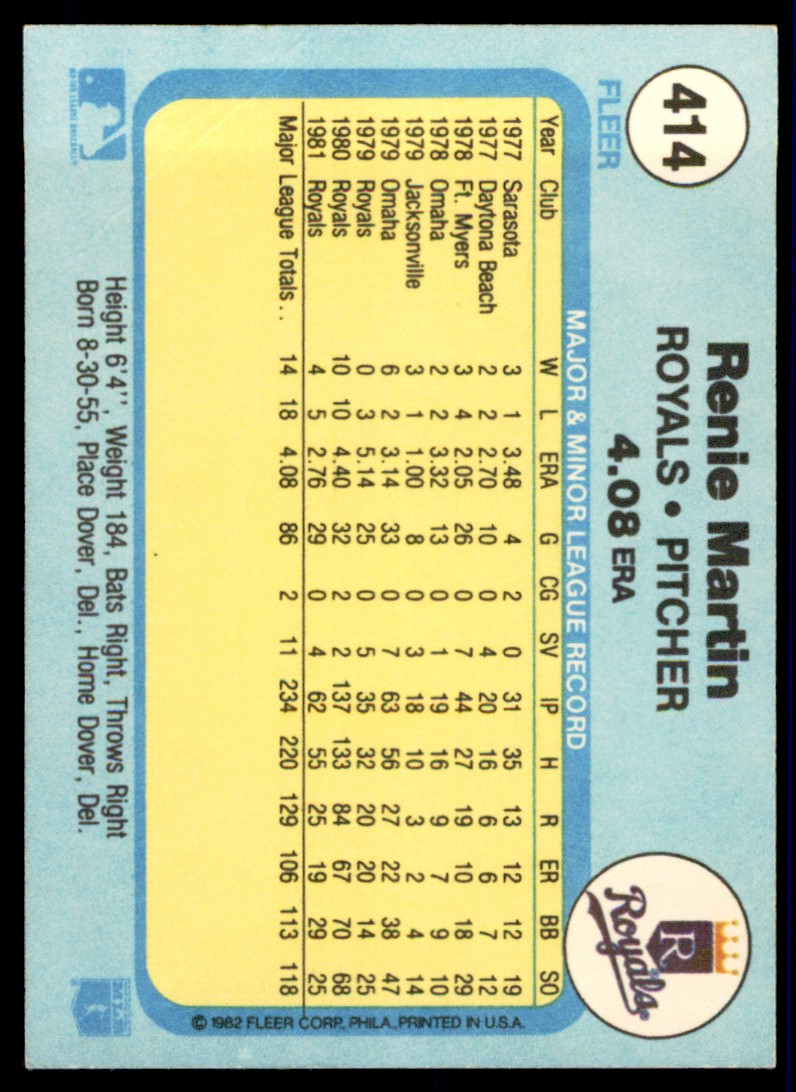 414
FLEER
Renie Martin
ROYALS • PITCHER
4.08 ERA
R
Royals
MAJOR & MINOR LEAGUE RECORD
Year Club W L ERA G CG SV IP H R ER BB SO
1977 Sarasota 3 1 3.48 4 2 0 31 35 13 12 12 19
1977 Daytona Beach 2 2 2.70 10 0 4 20 16 6 6 7 12
1978 Ft. Myers 3 4 2.05 26 0 7 44 27 19 10 18 29
1978 Omaha 2 2 3.32 13 0 1 19 16 9 7 9 10
1979 Jacksonville 3 1 1.00 8 0 3 18 10 3 2 4 14
1979 Omaha 6 2 3.14 33 0 7 63 56 27 22 38 47
1979 Royals 0 3 5.14 25 0 5 35 32 20 20 14 25
1980 Royals 10 10 4.40 32 2 2 137 133 84 67 70 68
1981 Royals 4 5 2.76 29 0 4 62 55 25 19 29 25
Major League Totals . . 14 18 4.08 86 2 11 234 220 129 106 113 118
© 1982 FLEER CORP., PHILA., PRINTED IN U.S.A.
Height 6'4'', Weight 184, Bats Right, Throws Right
Born 8-30-55, Place Dover, Del., Home Dover, Del.
MAJOR LEAGUE BASEBALL